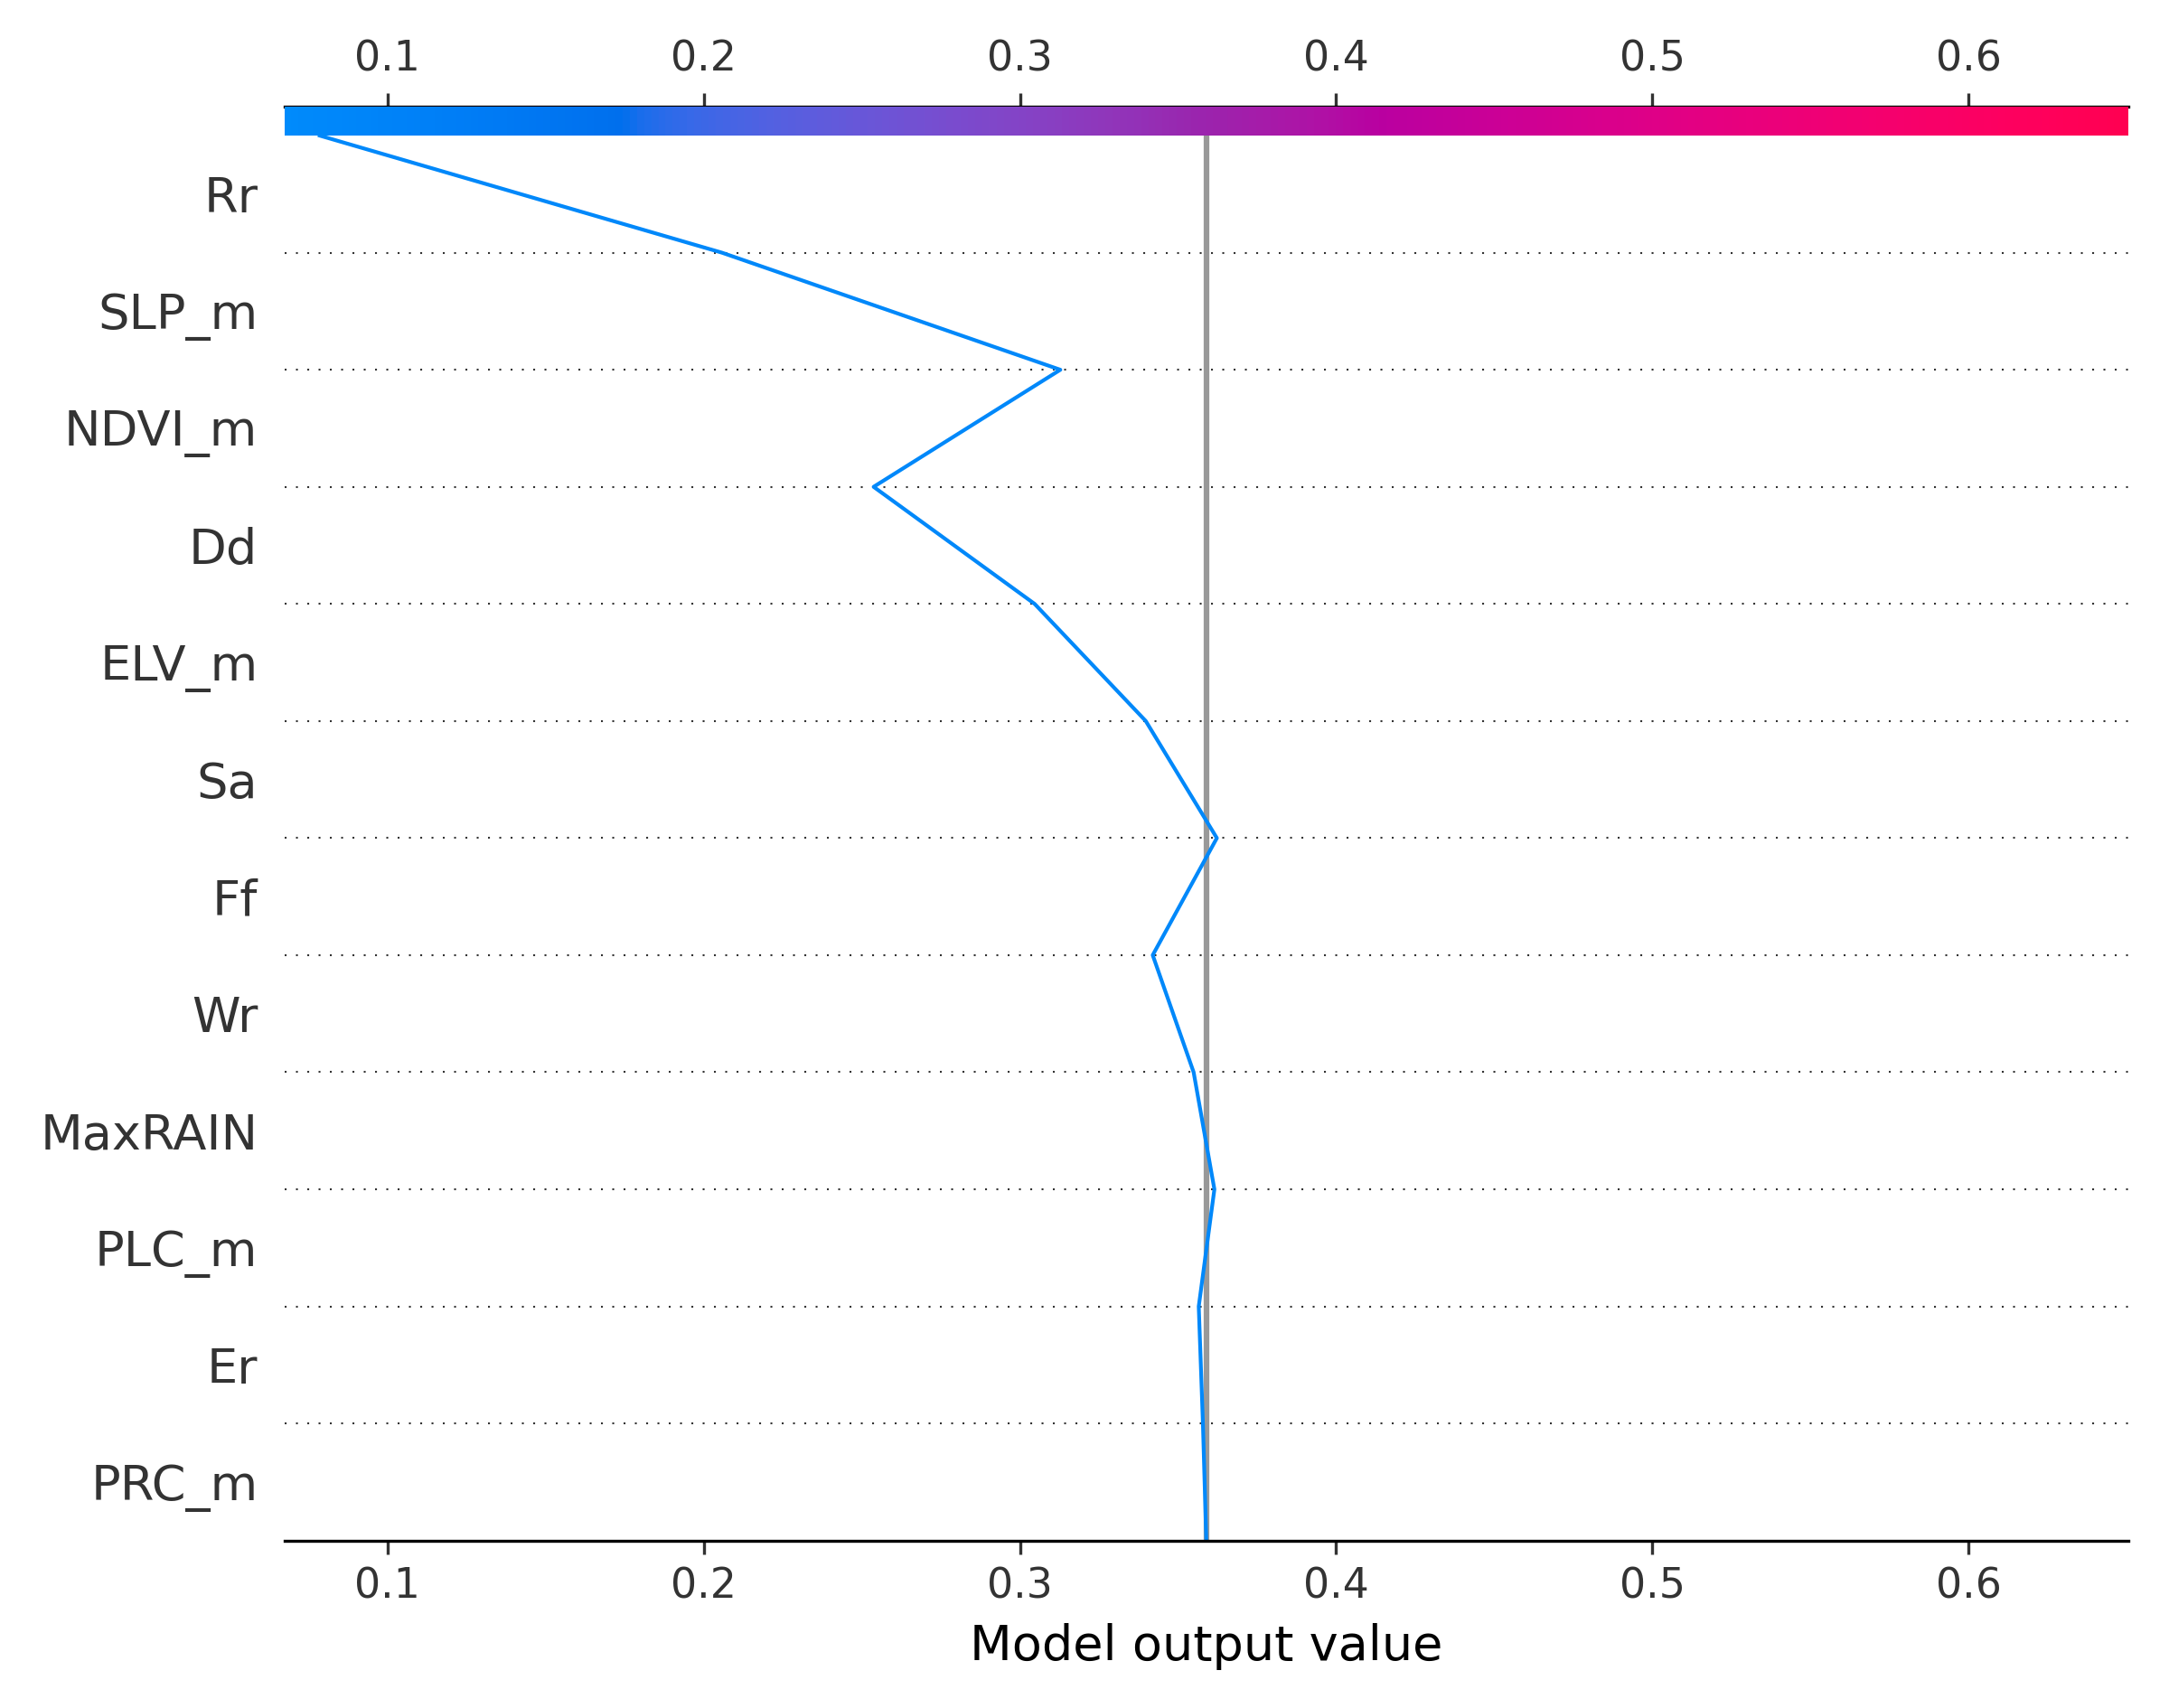 0.1 0.2 0.3 0.4 0.5 0.6
Rr
SLP_m
NDVI_m
Dd
ELV_m
Sa
Ff
Wr
MaxRAIN
PLC_m
Er
PRC_m
0.1 0.2 0.3 0.4 0.5 0.6
Model output value